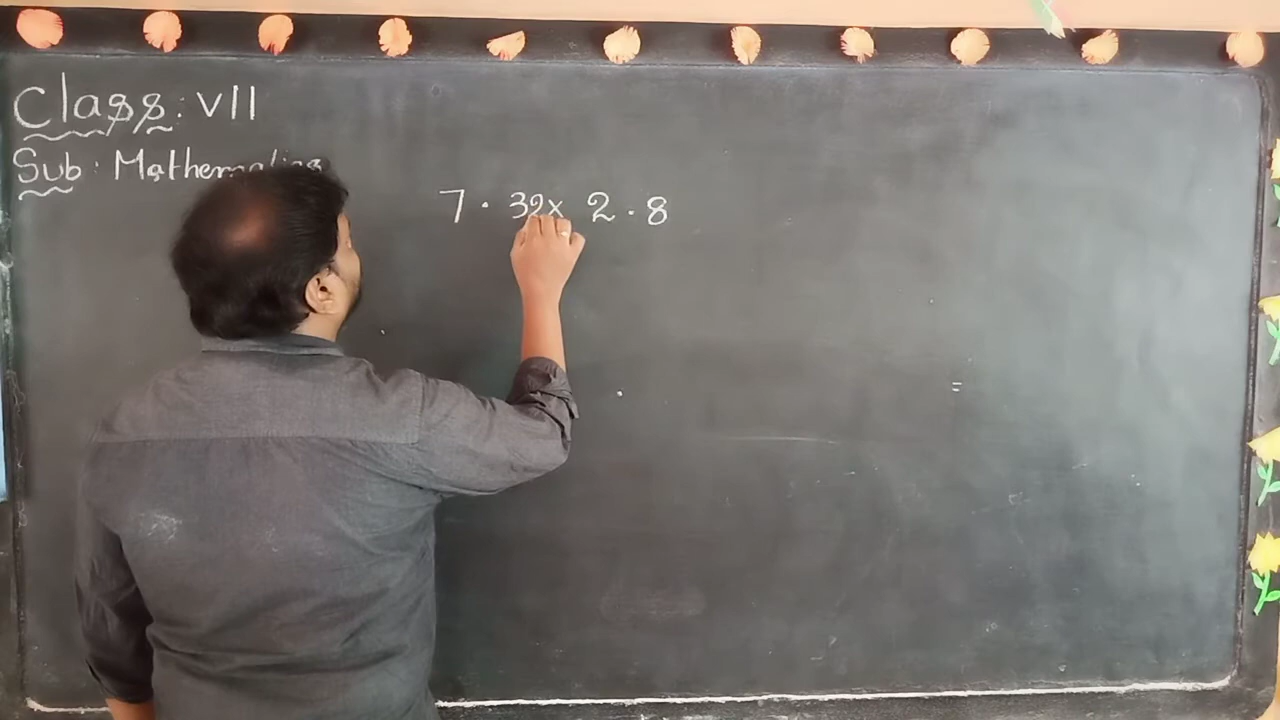 Class : VII
Sub : Mathematics
7 . 32 x 2 . 8
=